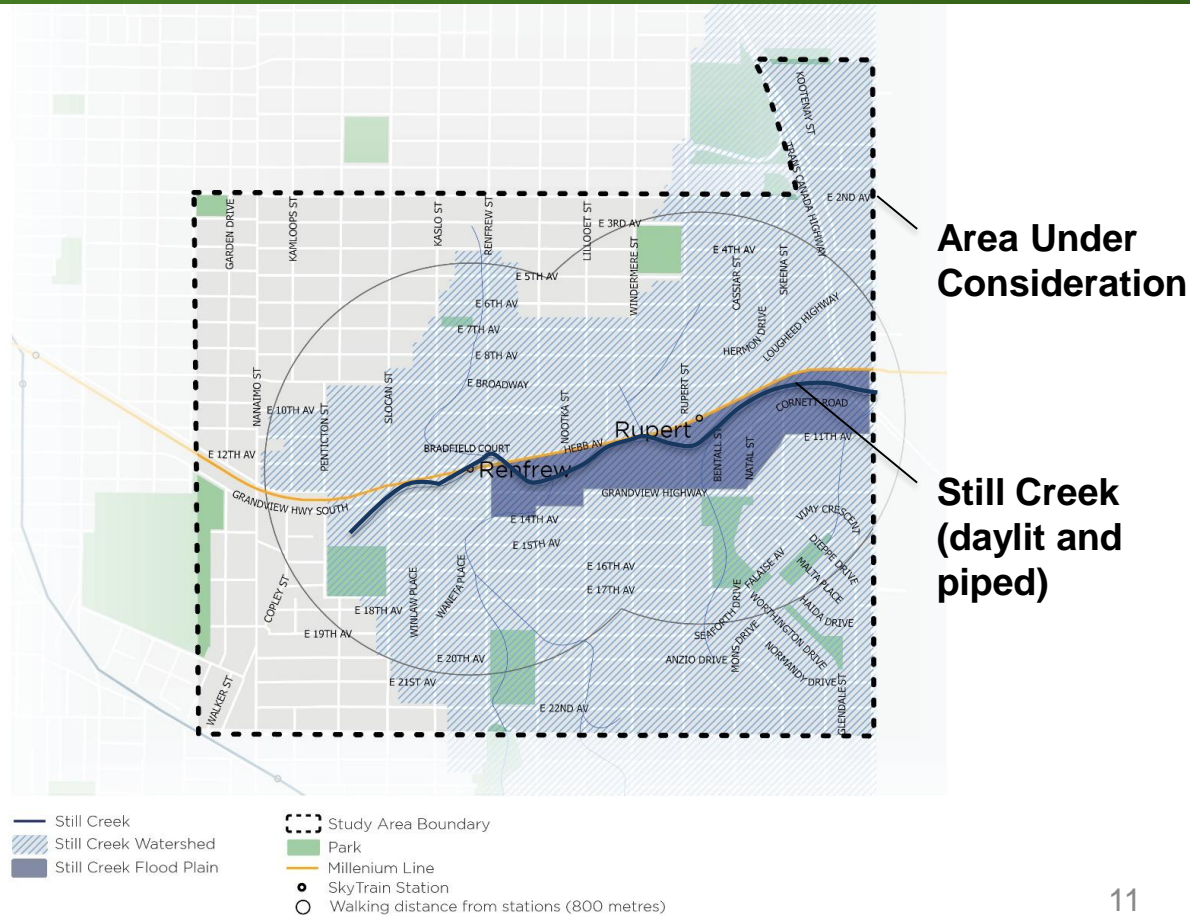 KOOTENAY ST
TRANS CANADA HIGHWAY
E 2ND AV
GARDEN DRIVE
KAMLOOPS ST
KASLO ST
RENFREW ST
LILLOOET ST
E 3RD AV
WINDERMERE ST
E 4TH AV
CASSIAR ST
SKEENA ST
Area Under
Consideration
E 5TH AV
E 6TH AV
E 7TH AV
E 8TH AV
HERMON DRIVE
LOUGHEED HIGHWAY
E BROADWAY
NANAIMO ST
E 10TH AV
PENTICTON ST
SLOCAN ST
NOOTKA ST
RUPERT ST
CORNETT ROAD
Rupert
E 11TH AV
BRADFIELD COURT
HEBB AV
E 12TH AV
Renfrew
BENTALL ST
NATAL ST
GRANDVIEW HWY SOUTH
GRANDVIEW HIGHWAY
Still Creek
(daylit and
piped)
E 14TH AV
E 15TH AV
VIMY CRESCENT
DIEPPE DRIVE
E 16TH AV
FALAISE AV
MALTA PLACE
E 17TH AV
COPLEY ST
WINLAW PLACE
WANETA PLACE
E 18TH AV
HAIDA DRIVE
WORTHINGTON DRIVE
E 19TH AV
SEAFORTH DRIVE
MONS DRIVE
NORMANDY DRIVE
E 20TH AV
ANZIO DRIVE
E 21ST AV
WALKER ST
E 22ND AV
GLENDALE ST
Still Creek
Still Creek Watershed
Still Creek Flood Plain
Study Area Boundary
Park
Millenium Line
SkyTrain Station
Walking distance from stations (800 metres)
11